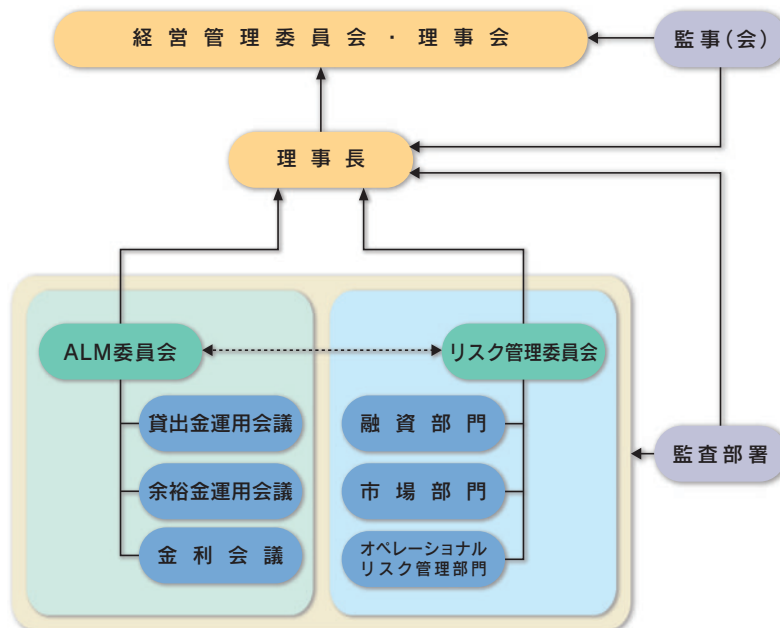 経営管理委員会・理事会
監事(会)
理事長
ALM委員会
リスク管理委員会
貸出金運用会議
融資部門
監査部署
余裕金運用会議
市場部門
金利会議
オペレーショナル
リスク管理部門